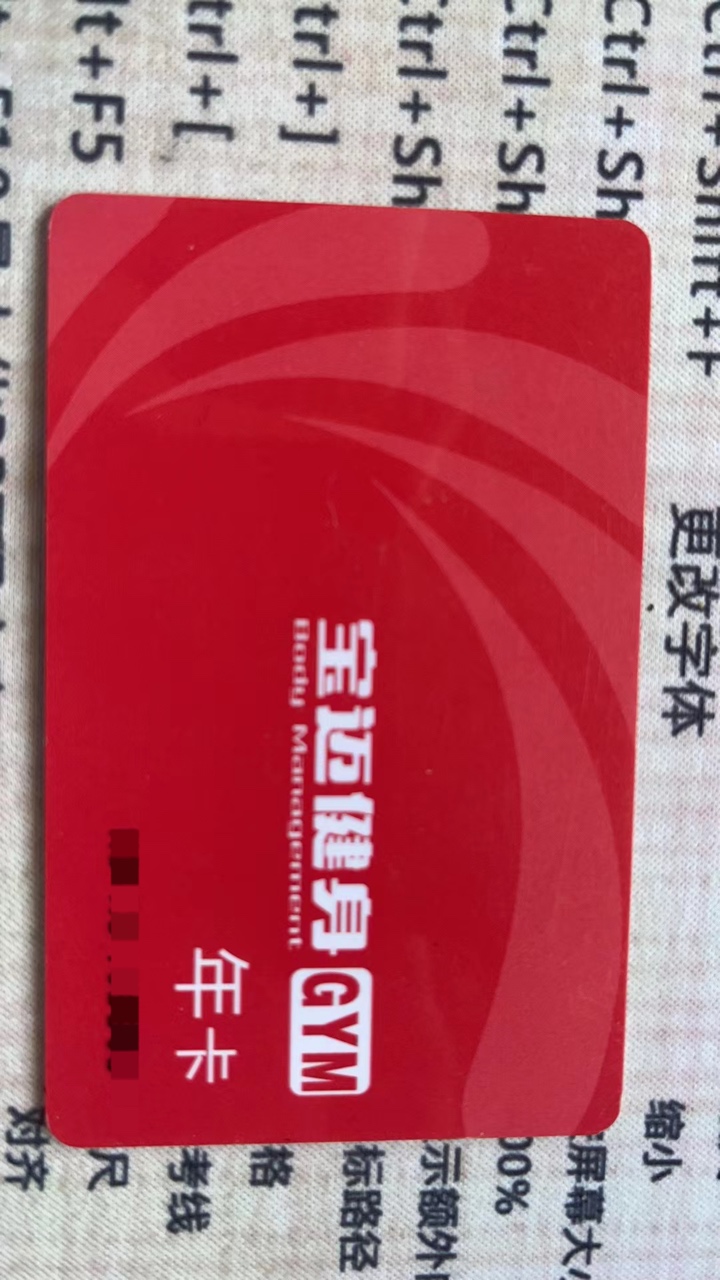 宝迈健身 GYM
Body Management
年卡
Ctrl+Shift+F
Ctrl+Sh
Ctrl+Sh
Ctrl+Sh
trl+]
trl+[
lt+F5
更改字体
缩小
屏幕大
00%
示额外
标路径
格
考线
尺
对齐